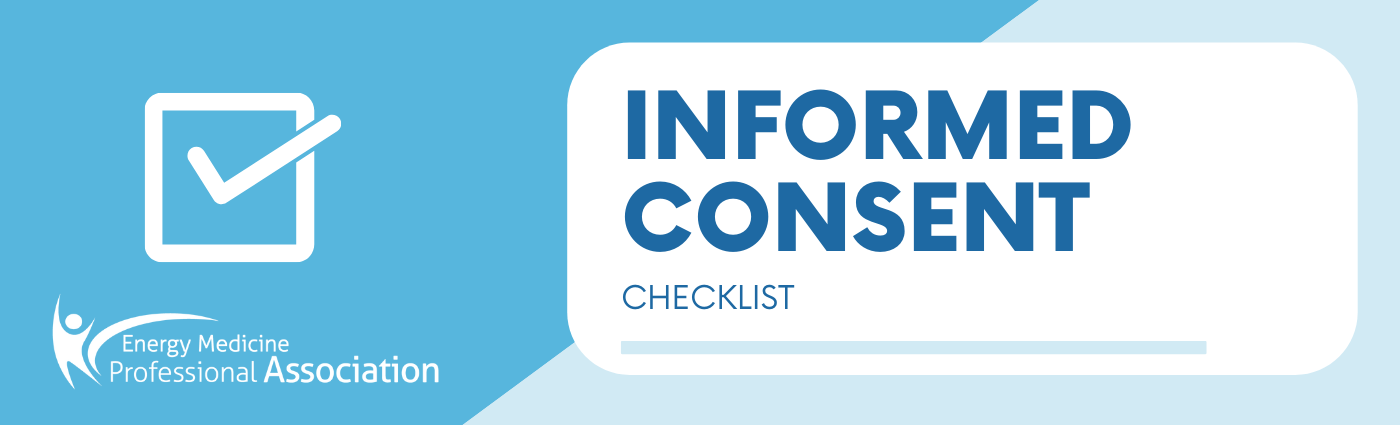 INFORMED
CONSENT
CHECKLIST
Energy Medicine
Professional Association